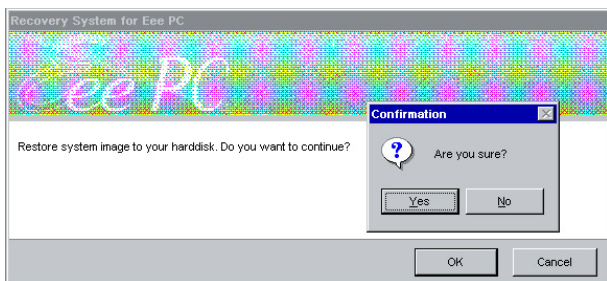 Recovery System for Eee PC
Eee PC
Confirmation
Restore system image to your harddisk. Do you want to continue?
Are you sure?
Yes
No
OK
Cancel